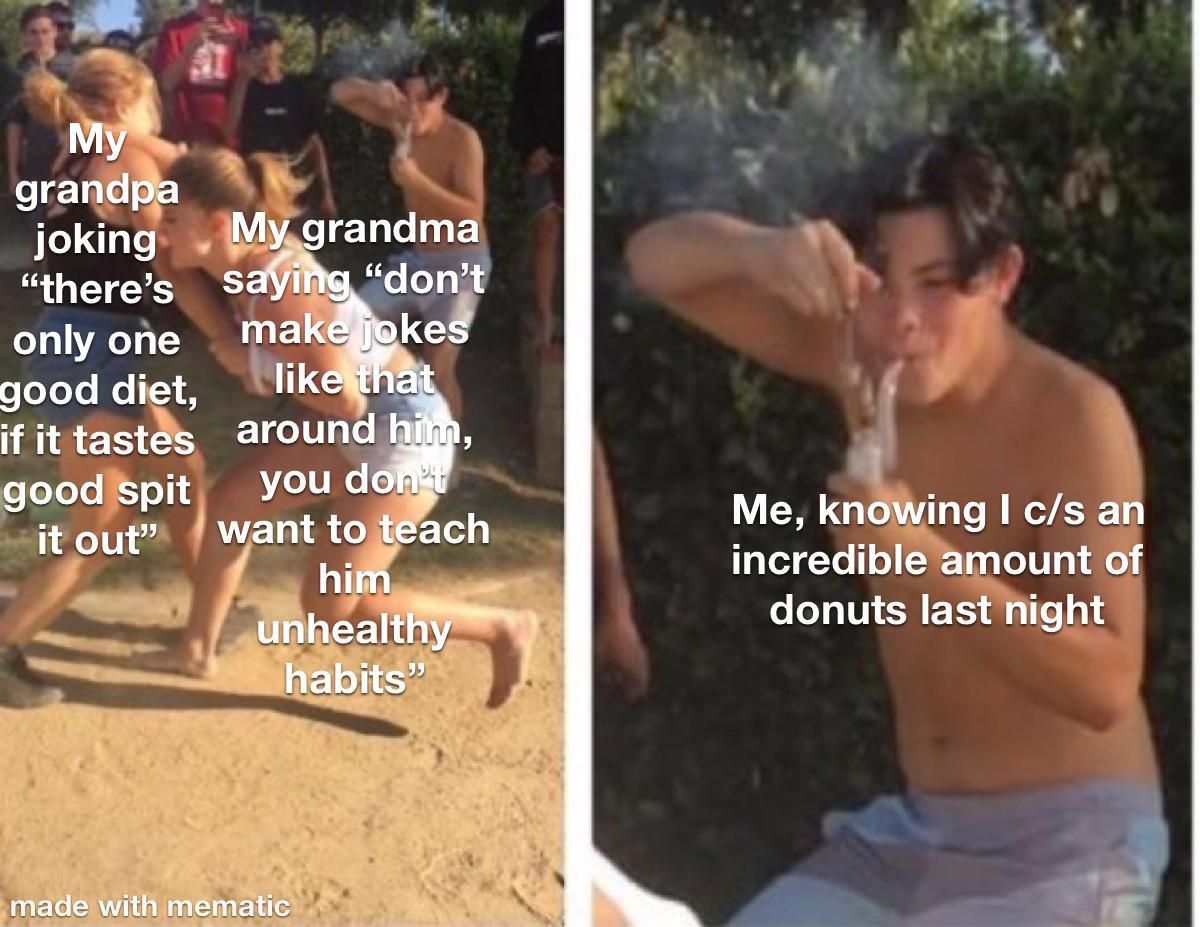 My
grandpa
joking
“there’s
only one
good diet,
if it tastes
good spit
it out”
My grandma
saying “don’t
make jokes
like that
around him,
you don’t
want to teach
him
unhealthy
habits”
Me, knowing I c/s an
incredible amount of
donuts last night
made with mematic